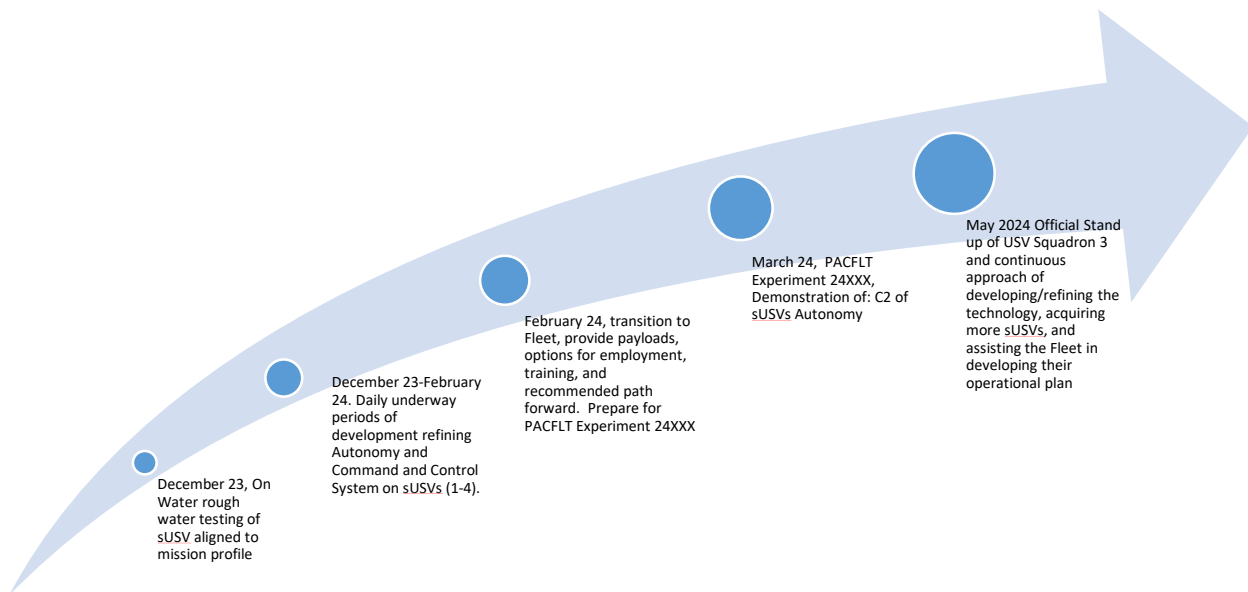 December 23, On
Water rough
water testing of
sUSV aligned to
mission profile
December 23-February
24. Daily underway
periods of
development refining
Autonomy and
Command and Control
System on sUSVs (1-4).
February 24, transition to
Fleet, provide payloads,
options for employment,
training, and
recommended path
forward.  Prepare for
PACFLT Experiment 24XXX
March 24,  PACFLT
Experiment 24XXX,
Demonstration of: C2 of
sUSVs Autonomy
May 2024 Official Stand
up of USV Squadron 3
and continuous
approach of
developing/refining the
technology, acquiring
more sUSVs, and
assisting the Fleet in
developing their
operational plan